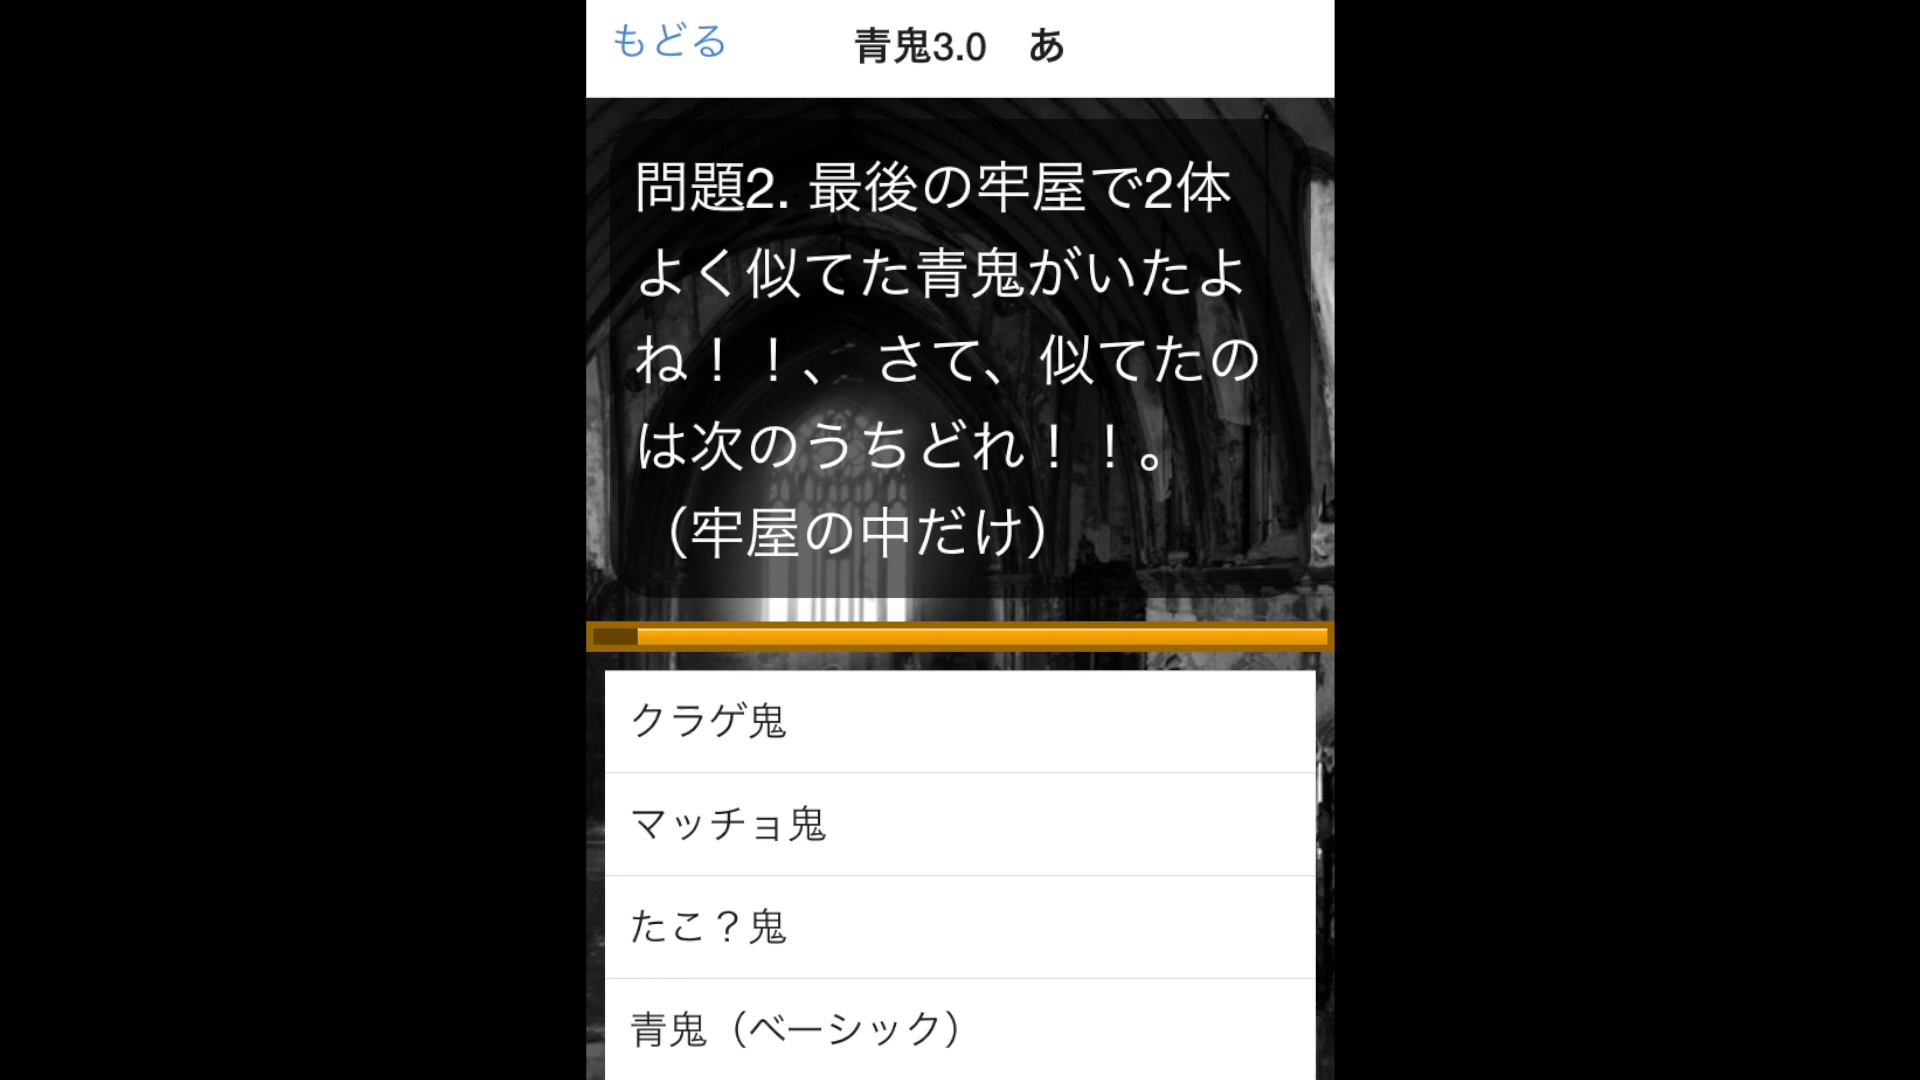 もどる
青鬼3.0　あ
問題2. 最後の牢屋で2体
よく似てた青鬼がいたよ
ね！！、 さて、似てたの
は次のうちどれ！！。
（牢屋の中だけ）
クラゲ鬼
マッチョ鬼
たこ？鬼
青鬼（ベーシック）